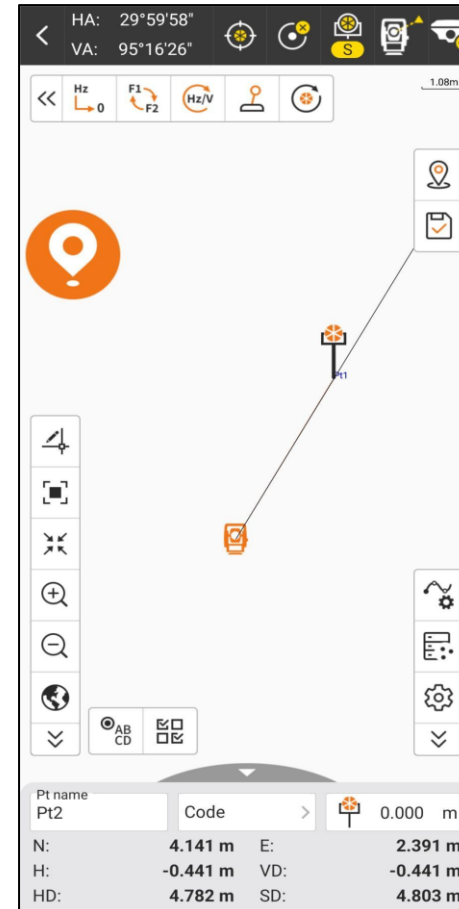 HA: 29°59'58"
VA: 95°16'26"
S
Hz
0
F1
F2
Hz/V
1.08m
Pt1
AB
CD
Pt name
Pt2
Code
0.000 m
N: 4.141 m E: 2.391 m
H: -0.441 m VD: -0.441 m
HD: 4.782 m SD: 4.803 m